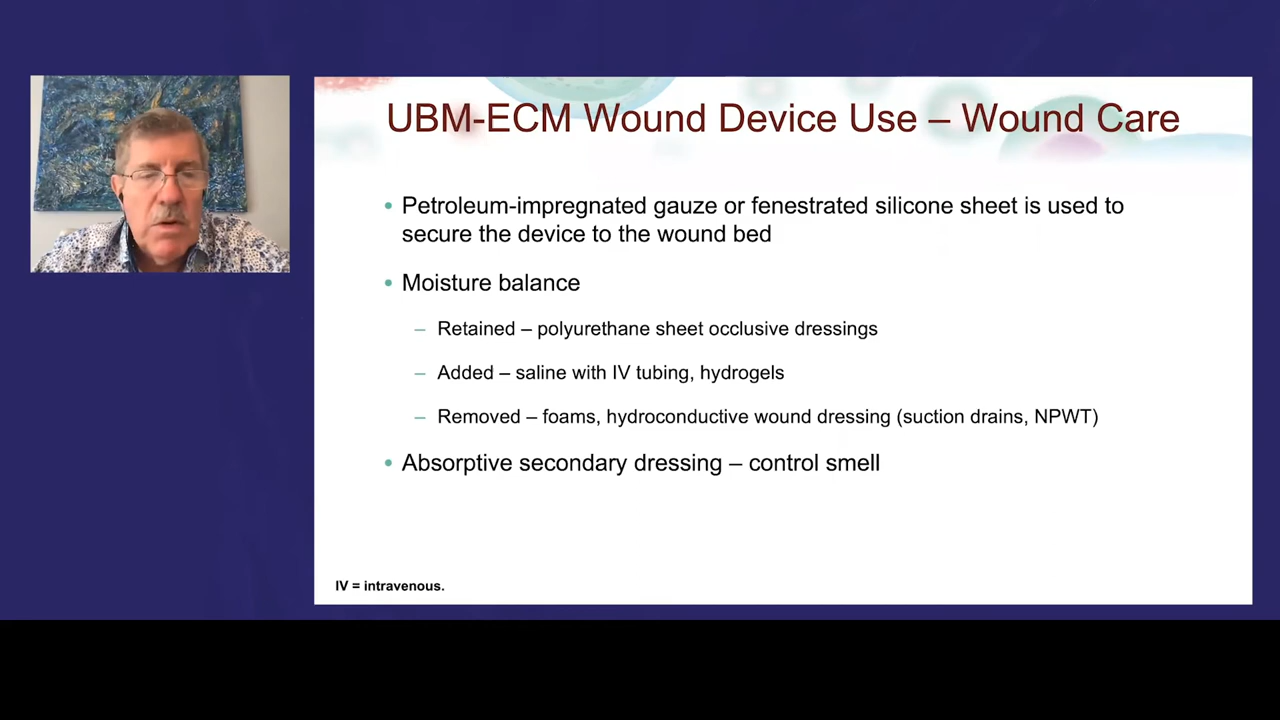 UBM-ECM Wound Device Use – Wound Care
• Petroleum-impregnated gauze or fenestrated silicone sheet is used to
secure the device to the wound bed
• Moisture balance
– Retained – polyurethane sheet occlusive dressings
– Added – saline with IV tubing, hydrogels
– Removed – foams, hydroconductive wound dressing (suction drains, NPWT)
• Absorptive secondary dressing – control smell
IV = intravenous.